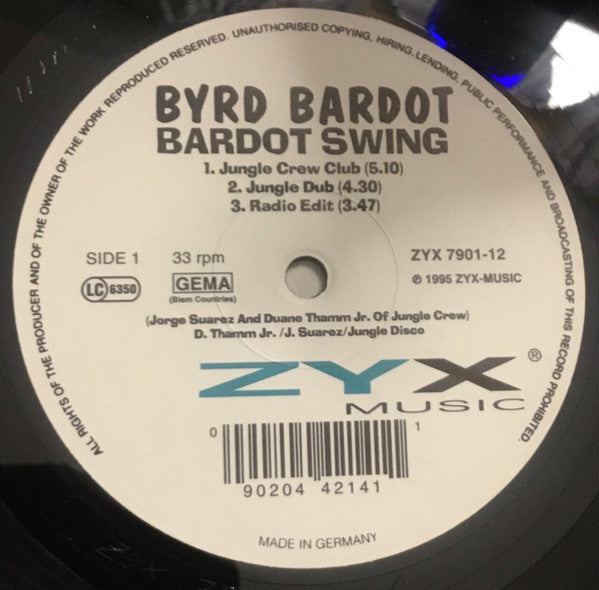 ALL RIGHTS OF THE PRODUCER AND OF THE OWNER OF THE WORK REPRODUCED RESERVED. UNAUTHORISED COPYING, HIRING, LENDING, PUBLIC PERFORMANCE AND BROADCASTING OF THIS RECORD PROHIBITED.
BYRD BARDOT
BARDOT SWING
1. Jungle Crew Club (5.10)
2. Jungle Dub (4.30)
3. Radio Edit (3.47)
SIDE 1 33 rpm ZYX 7901-12
LC 6350 GEMA ℗ 1995 ZYX-MUSIC
(Biem Countries)
(Jorge Suarez And Duane Thamm Jr. Of Jungle Crew)
D. Thamm Jr. /J. Suarez/Jungle Disco
ZYX ®
MUSIC
0 1
90204 42141
MADE IN GERMANY